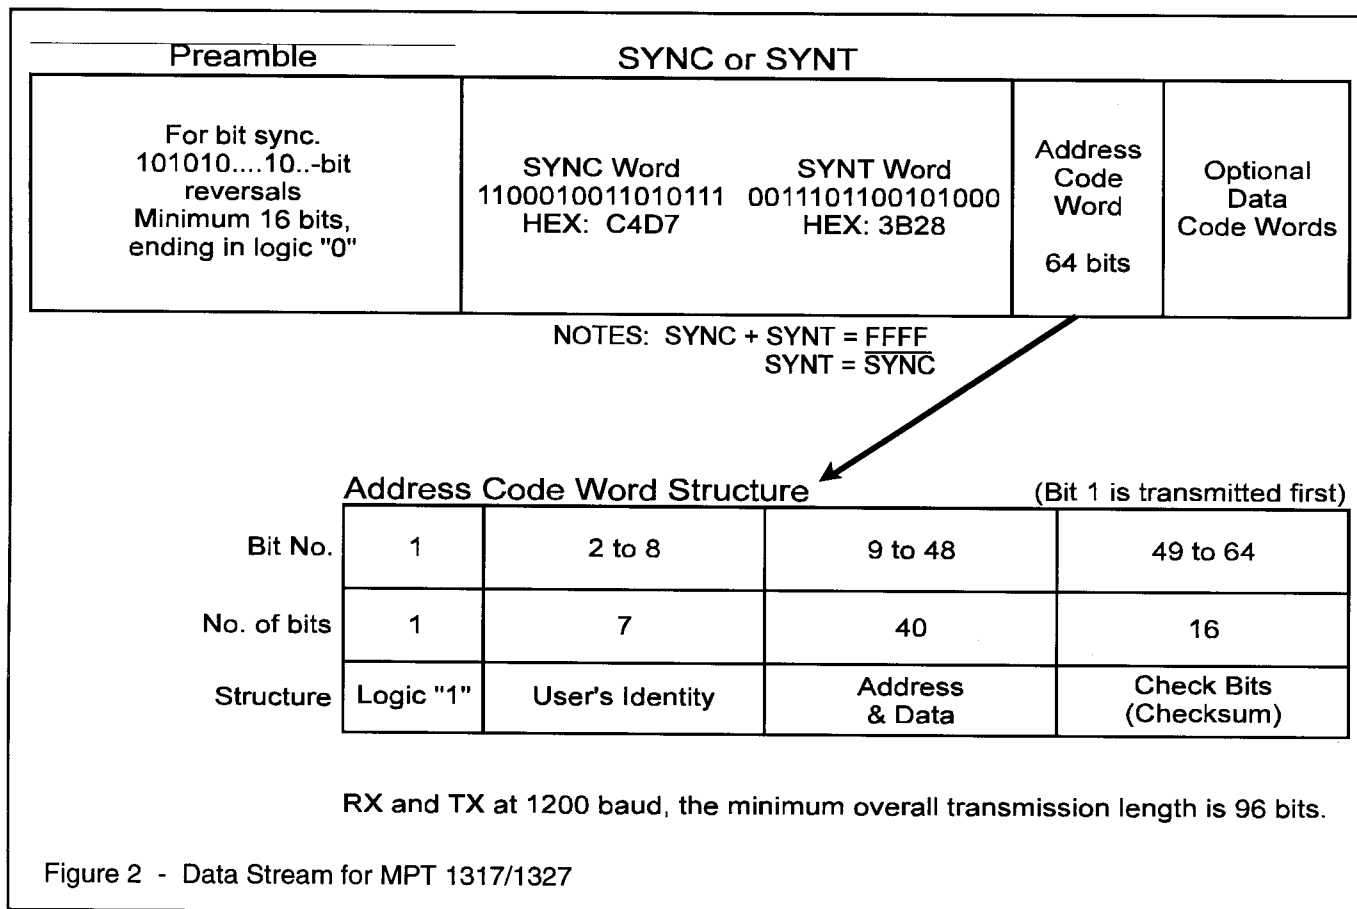 Preamble
SYNC or SYNT
For bit sync.
101010....10..-bit
reversals
Minimum 16 bits,
ending in logic "0"
SYNC Word
1100010011010111
HEX: C4D7
SYNT Word
0011101100101000
HEX: 3B28
Address
Code
Word
64 bits
Optional
Data
Code Words
NOTES: SYNC + SYNT = FFFF
SYNT = SYNC
Address Code Word Structure
(Bit 1 is transmitted first)
Bit No. 1 2 to 8 9 to 48 49 to 64
No. of bits 1 7 40 16
Structure Logic "1" User's Identity Address & Data Check Bits (Checksum)
RX and TX at 1200 baud, the minimum overall transmission length is 96 bits.
Figure 2 - Data Stream for MPT 1317/1327